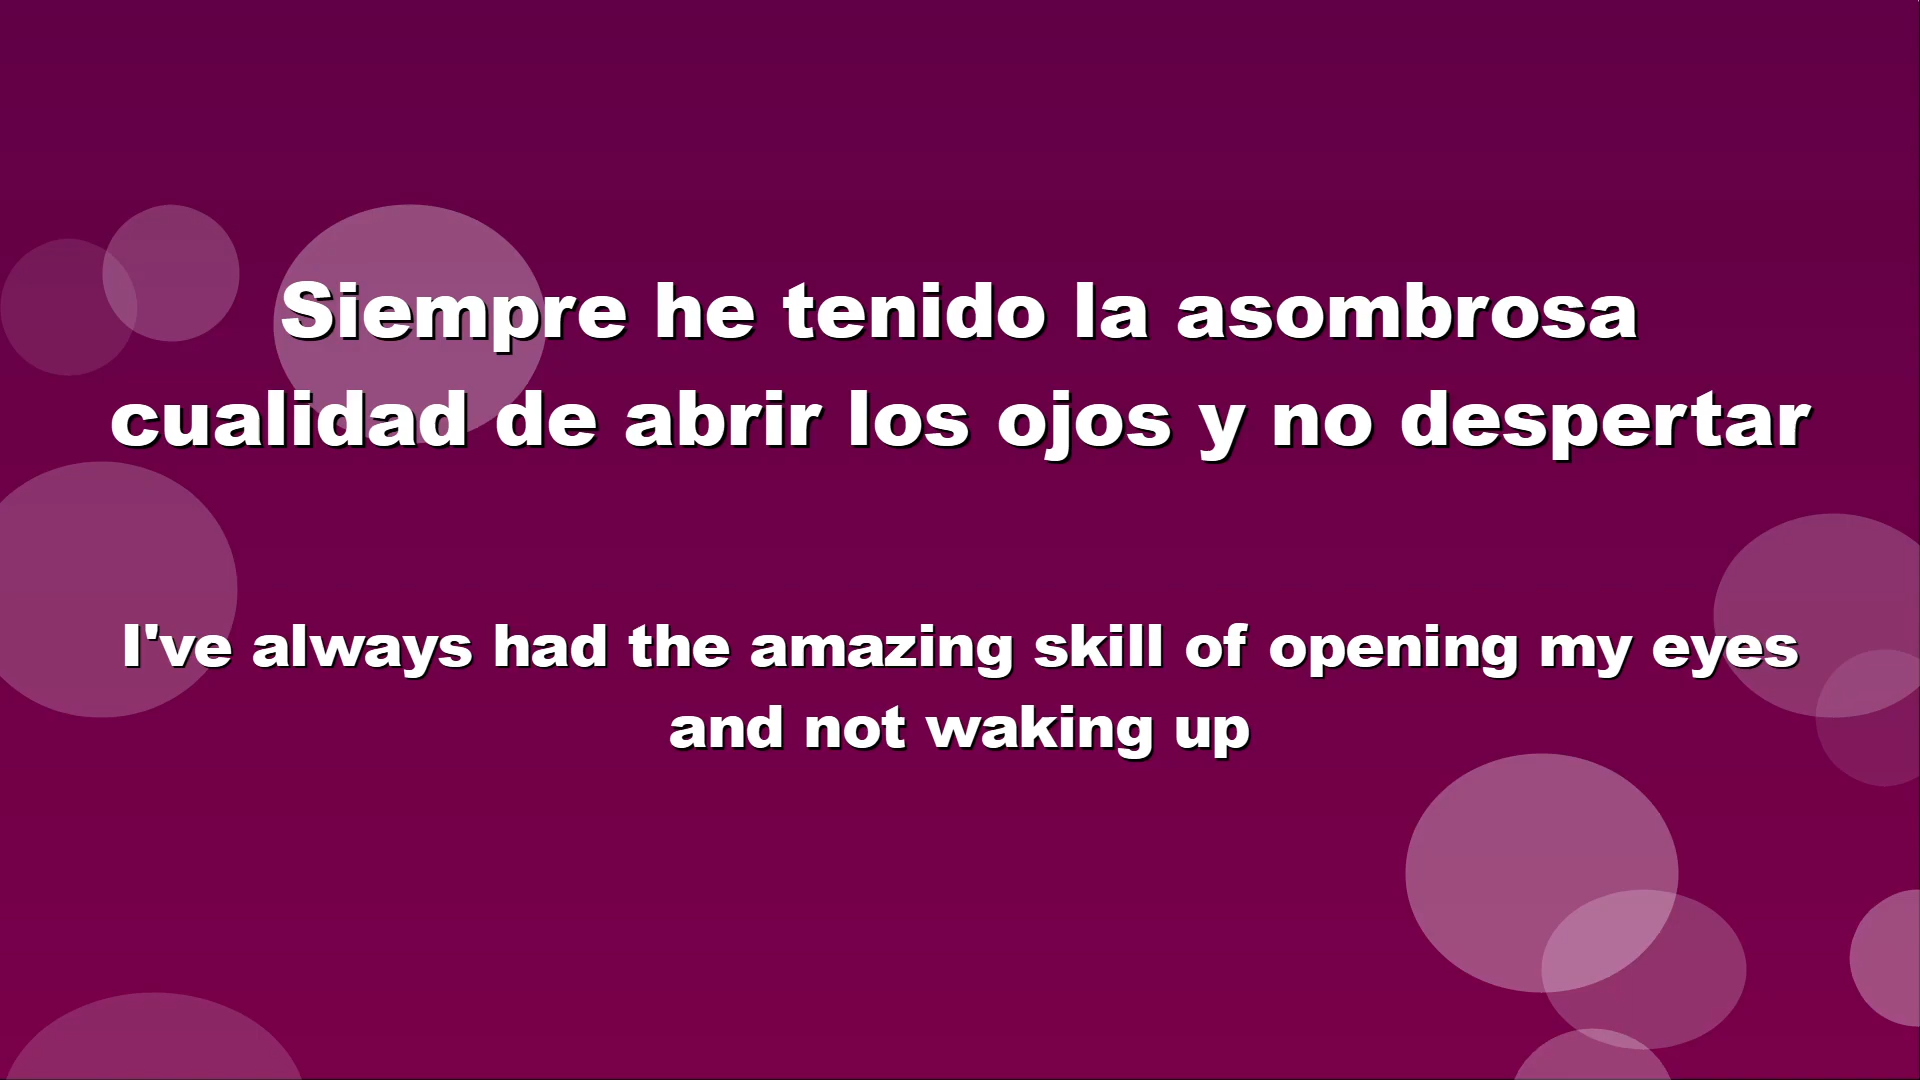 Siempre he tenido la asombrosa
cualidad de abrir los ojos y no despertar
I've always had the amazing skill of opening my eyes
and not waking up